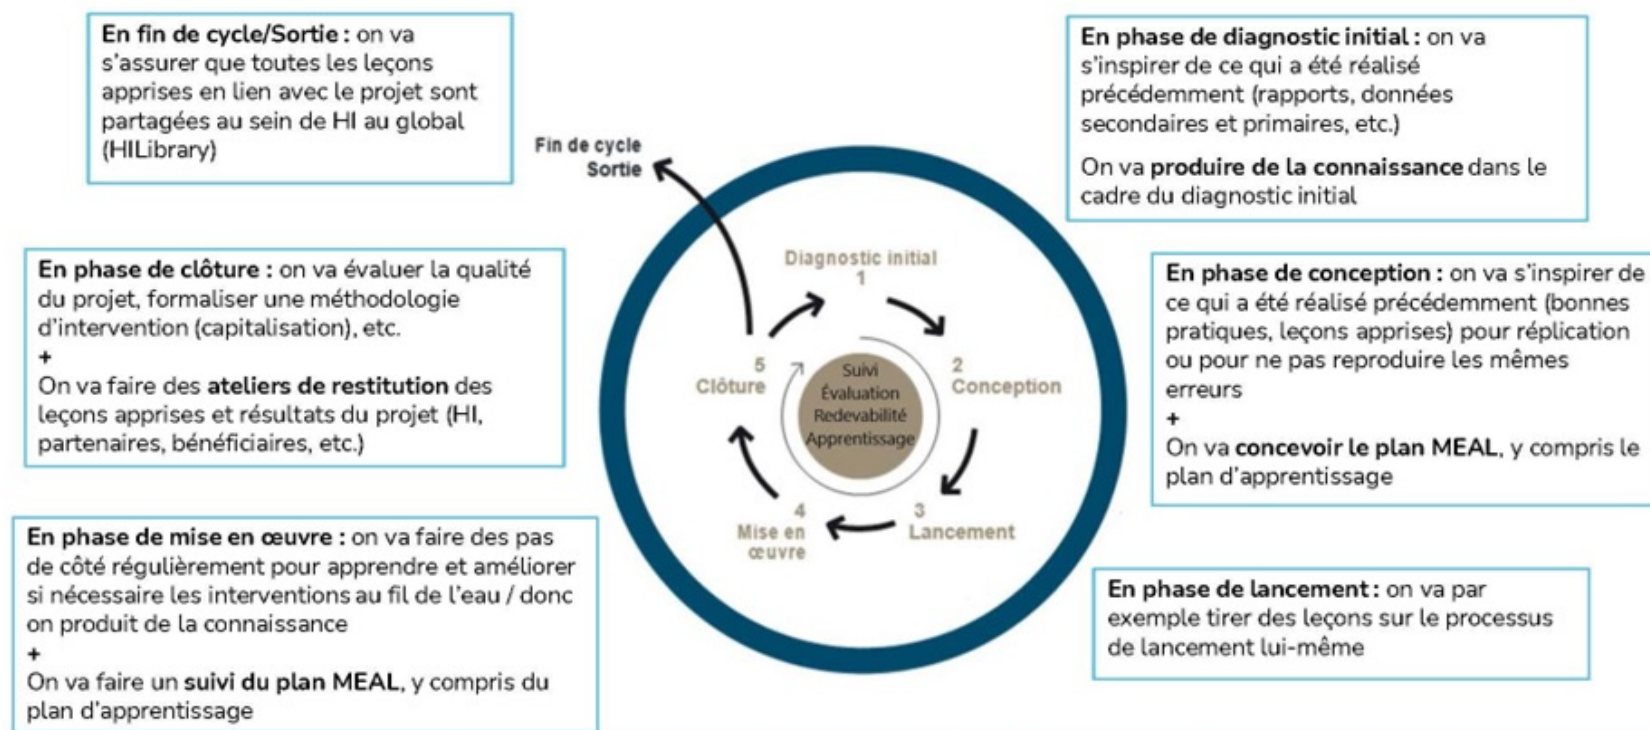 En fin de cycle/Sortie : on va
s'assurer que toutes les leçons
apprises en lien avec le projet sont
partagées au sein de HI au global
(HILibrary)
En phase de diagnostic initial : on va
s'inspirer de ce qui a été réalisé
précédemment (rapports, données
secondaires et primaires, etc.)
On va produire de la connaissance dans le
cadre du diagnostic initial
Fin de cycle
Sortie
Diagnostic initial
1
2
Conception
3
Lancement
4
Mise en
œuvre
5
Clôture
Suivi
Évaluation
Redevabilité
Apprentissage
En phase de clôture : on va évaluer la qualité
du projet, formaliser une méthodologie
d'intervention (capitalisation), etc.
+
On va faire des ateliers de restitution des
leçons apprises et résultats du projet (HI,
partenaires, bénéficiaires, etc.)
En phase de conception : on va s'inspirer de
ce qui a été réalisé précédemment (bonnes
pratiques, leçons apprises) pour réplication
ou pour ne pas reproduire les mêmes
erreurs
+
On va concevoir le plan MEAL, y compris le
plan d'apprentissage
En phase de mise en œuvre : on va faire des pas
de côté régulièrement pour apprendre et améliorer
si nécessaire les interventions au fil de l'eau / donc
on produit de la connaissance
+
On va faire un suivi du plan MEAL, y compris du
plan d'apprentissage
En phase de lancement : on va par
exemple tirer des leçons sur le processus
de lancement lui-même